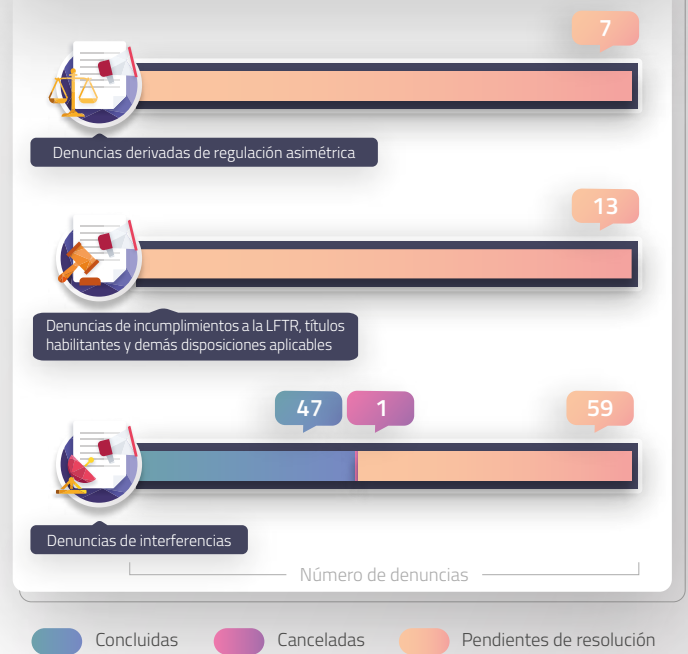 7
Denuncias derivadas de regulación asimétrica
13
Denuncias de incumplimientos a la LFTR, títulos
habilitantes y demás disposiciones aplicables
47 1 59
Denuncias de interferencias
Número de denuncias
Concluidas Canceladas Pendientes de resolución